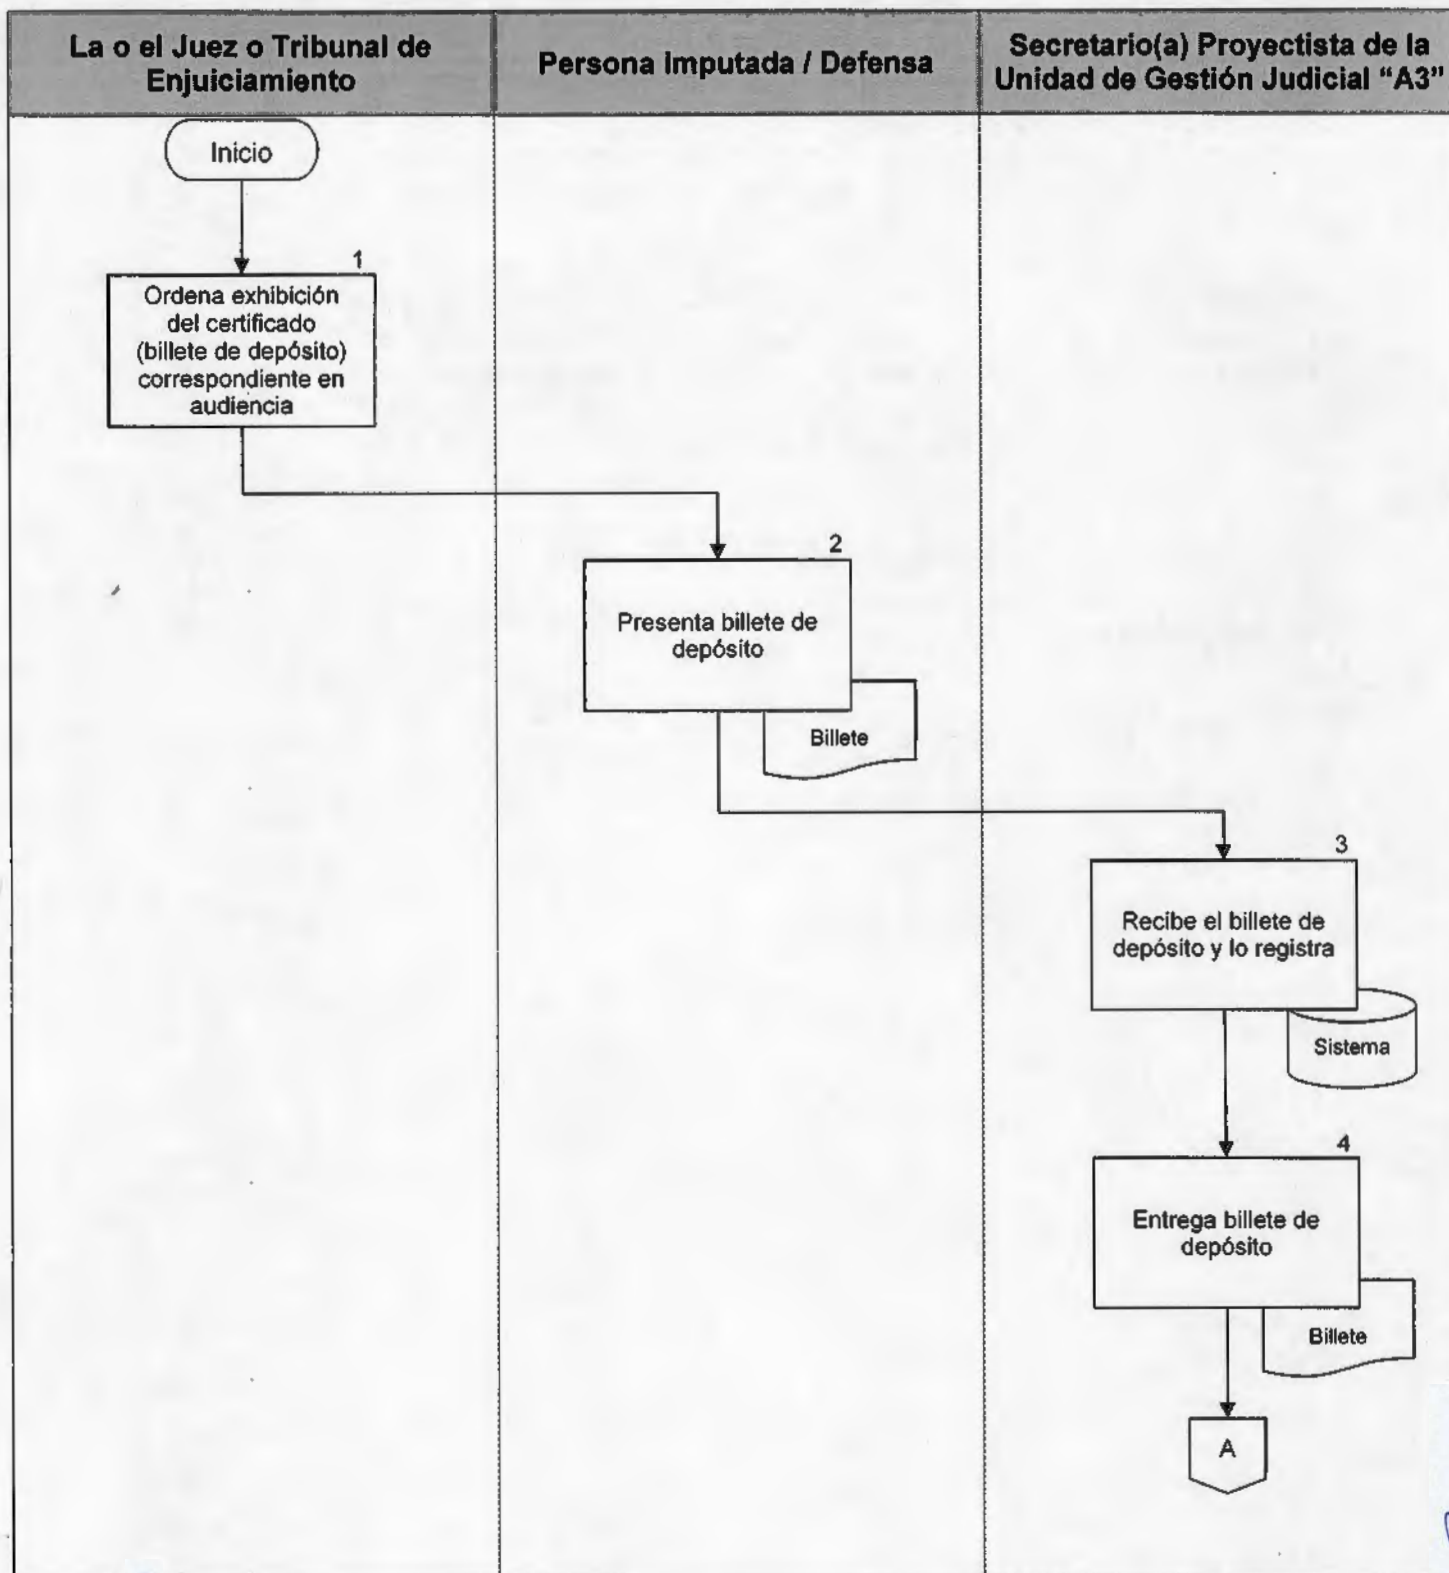 La o el Juez o Tribunal de
Enjuiciamiento
Persona Imputada / Defensa
Secretario(a) Proyectista de la
Unidad de Gestión Judicial "A3"
Inicio
1
Ordena exhibición
del certificado
(billete de depósito)
correspondiente en
audiencia
2
Presenta billete de
depósito
Billete
3
Recibe el billete de
depósito y lo registra
Sistema
4
Entrega billete de
depósito
Billete
A